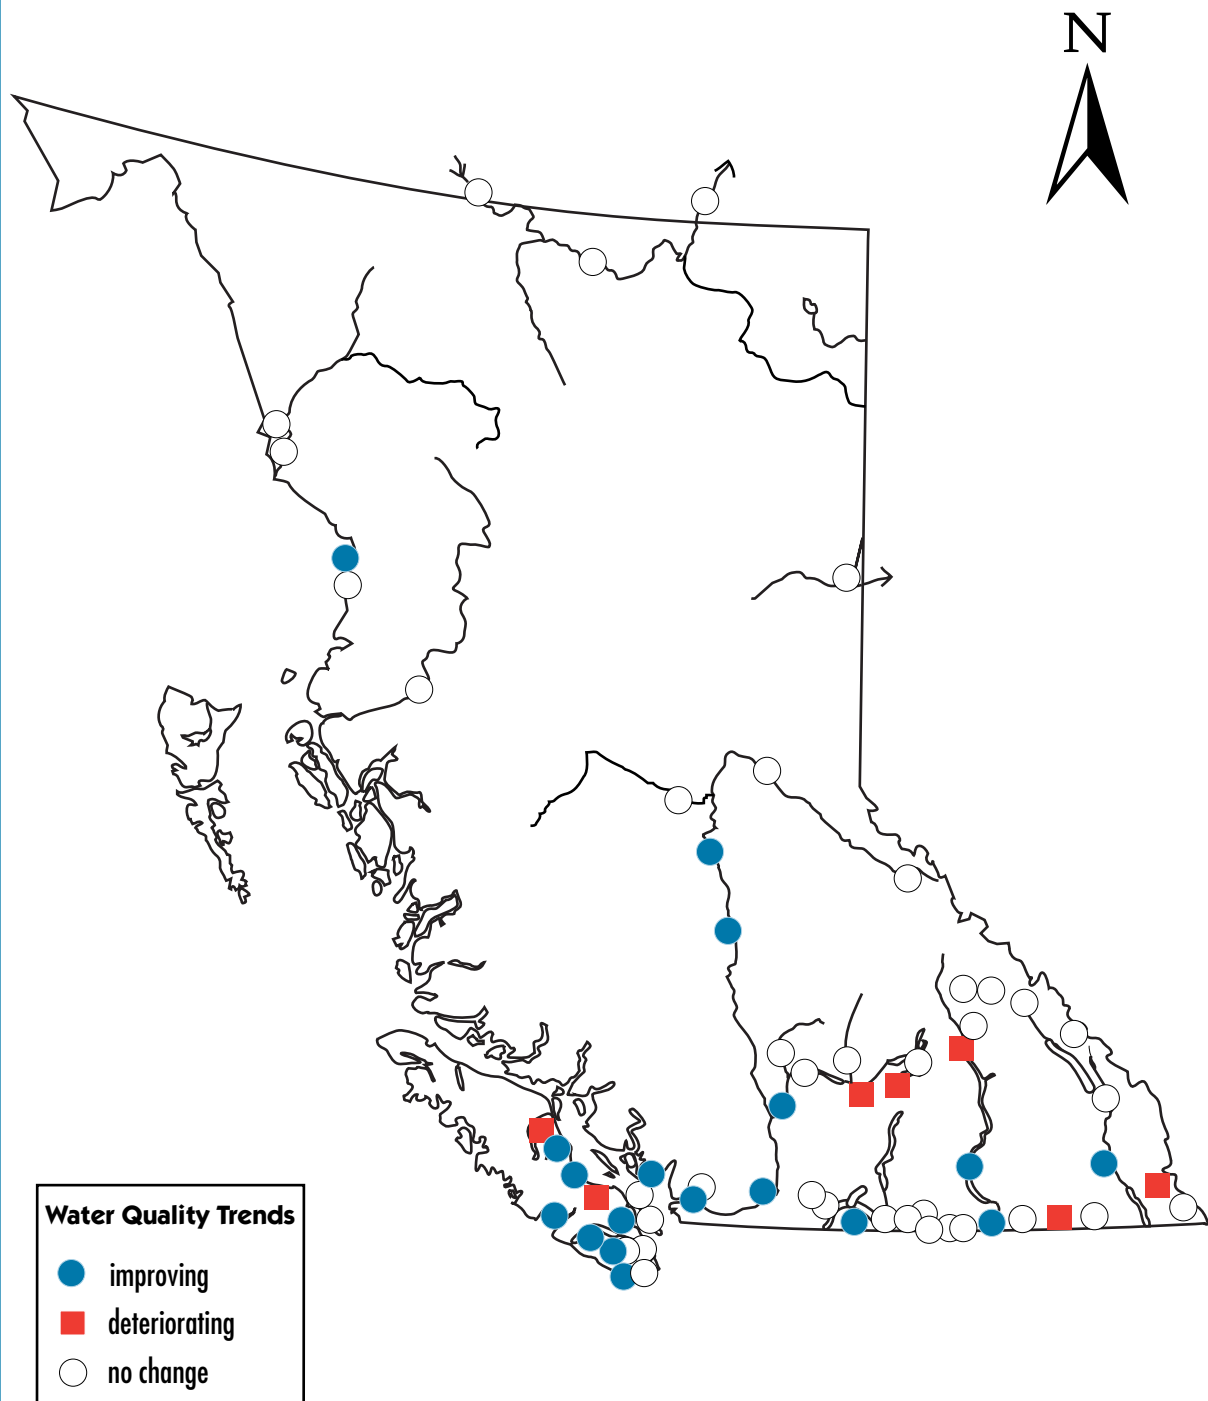 N
Water Quality Trends
improving
deteriorating
no change